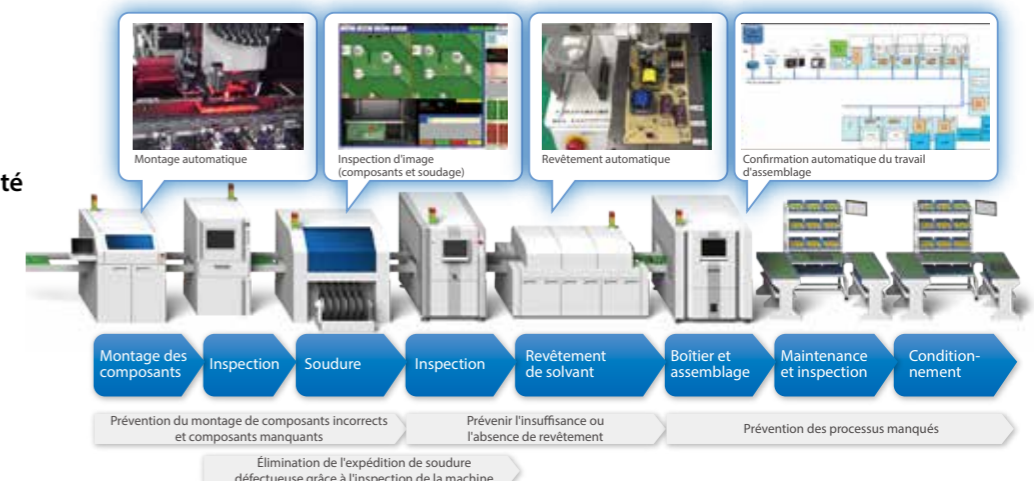 Montage automatique
Inspection d'image
(composants et soudage)
Revêtement automatique
Confirmation automatique du travail
d'assemblage
té
Montage des
composants
Inspection
Soudure
Inspection
Revêtement
de solvant
Boîtier et
assemblage
Maintenance
et inspection
Condition-
nement
Prévention du montage de composants incorrects
et composants manquants
Prévenir l'insuffisance ou
l'absence de revêtement
Prévention des processus manqués
Élimination de l'expédition de soudure
défectueuse grâce à l'inspection de la machine